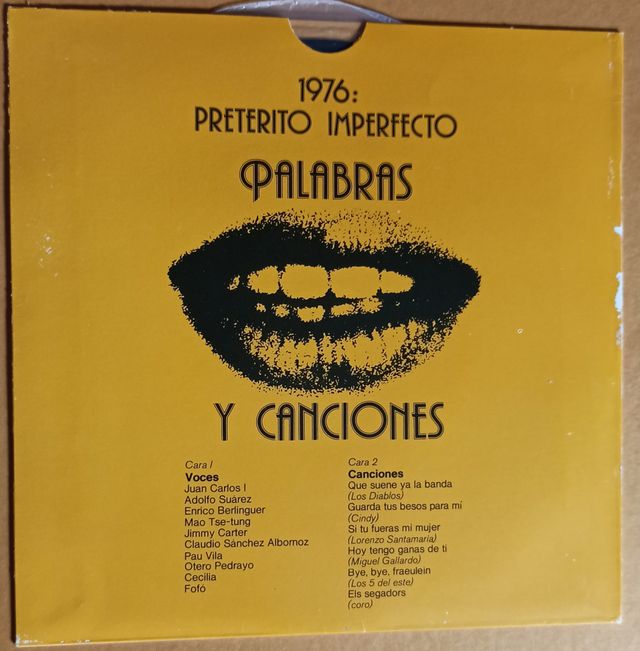 1976:
PRETERITO IMPERFECTO
PALABRAS
Y CANCIONES
Cara 1
Voces
Juan Carlos I
Adolfo Suárez
Enrico Berlinguer
Mao Tse-tung
Jimmy Carter
Claudio Sánchez Albornoz
Pau Vila
Otero Pedrayo
Cecilia
Fofó
Cara 2
Canciones
Que suene ya la banda
(Los Diablos)
Guarda tus besos para mí
(Cindy)
Si tu fueras mi mujer
(Lorenzo Santamaría)
Hoy tengo ganas de ti
(Miguel Gallardo)
Bye, bye, fraeulein
(Los 5 del este)
Els segadors
(coro)